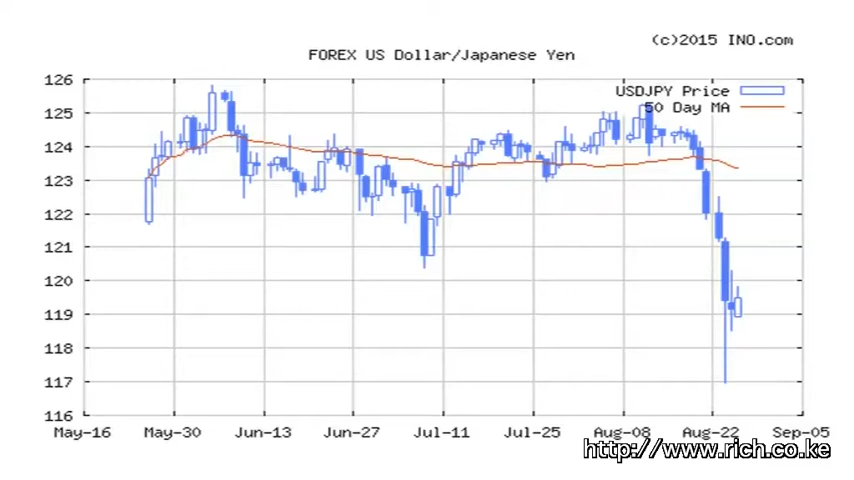 (c)2015 INO.com
FOREX US Dollar/Japanese Yen
USDJPY Price
50 Day MA
126
125
124
123
122
121
120
119
118
117
116
May-16 May-30 Jun-13 Jun-27 Jul-11 Jul-25 Aug-08 Aug-22 Sep-05
http://www.rich.co.ke